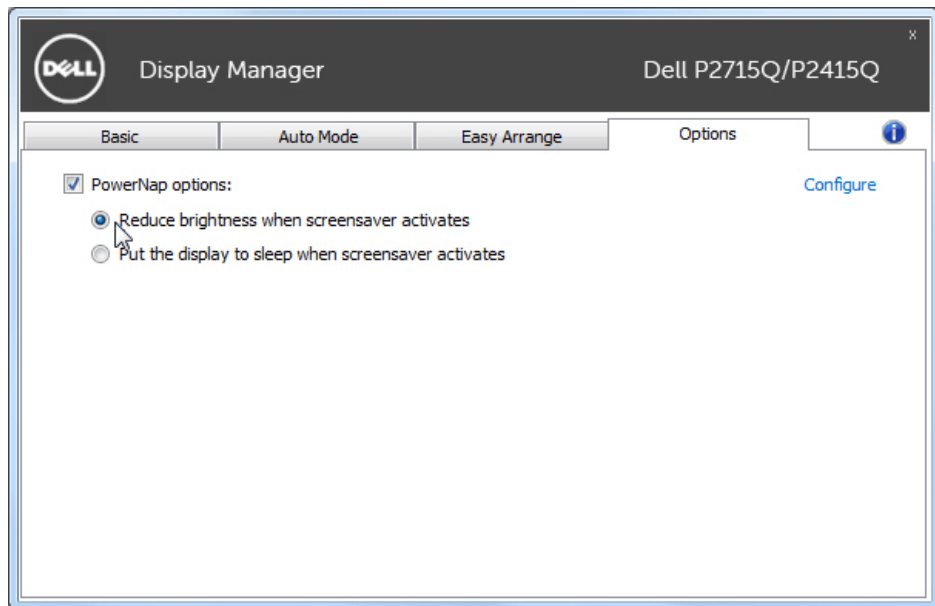 x
DELL Display Manager Dell P2715Q/P2415Q
Basic Auto Mode Easy Arrange Options i
PowerNap options: Configure
Reduce brightness when screensaver activates
Put the display to sleep when screensaver activates